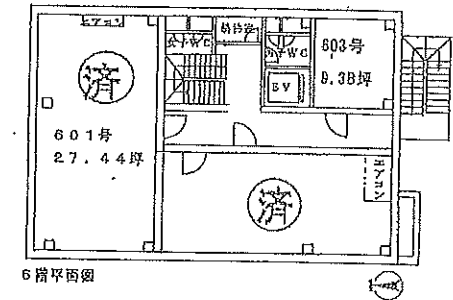 エアコン
女子WC
給湯室
男子WC
603号
9.38坪
EV
済
601号
27.44坪
済
エアコン
6階平面図